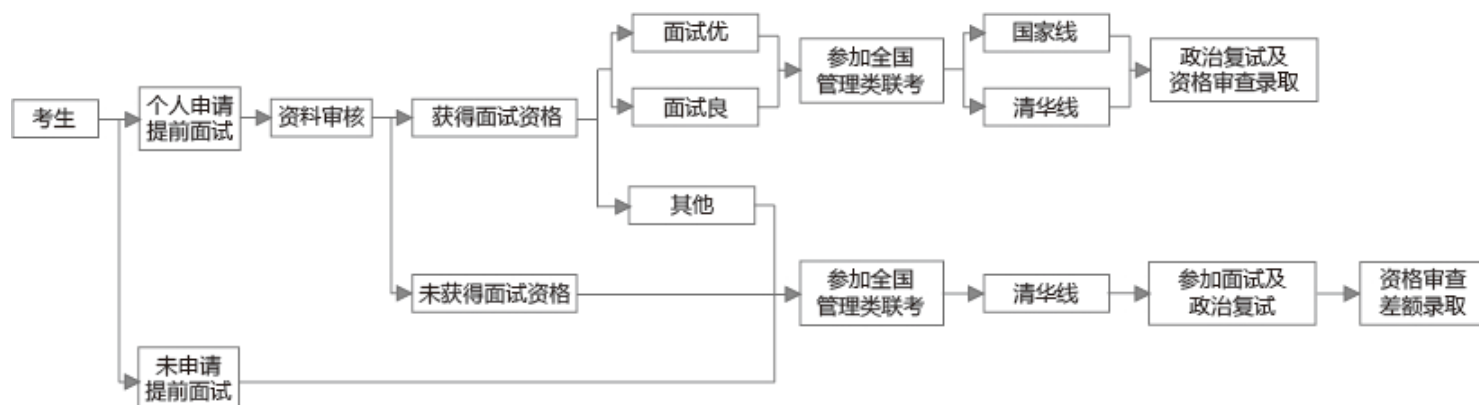 考生
个人申请
提前面试
资料审核
获得面试资格
面试优
面试良
参加全国
管理类联考
国家线
清华线
政治复试及
资格审查录取
其他
未获得面试资格
参加全国
管理类联考
清华线
参加面试及
政治复试
资格审查
差额录取
未申请
提前面试